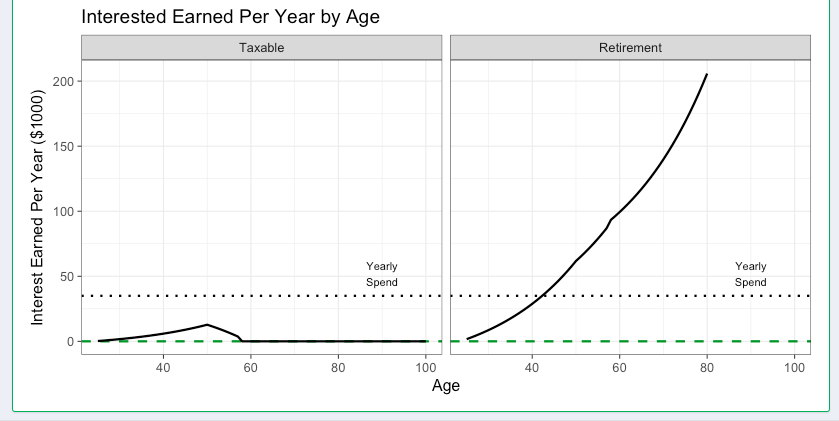 Interested Earned Per Year by Age
Taxable
Retirement
Interest Earned Per Year ($1000)
200
150
100
50
0
Yearly
Spend
Yearly
Spend
40
60
80
100
40
60
80
100
Age